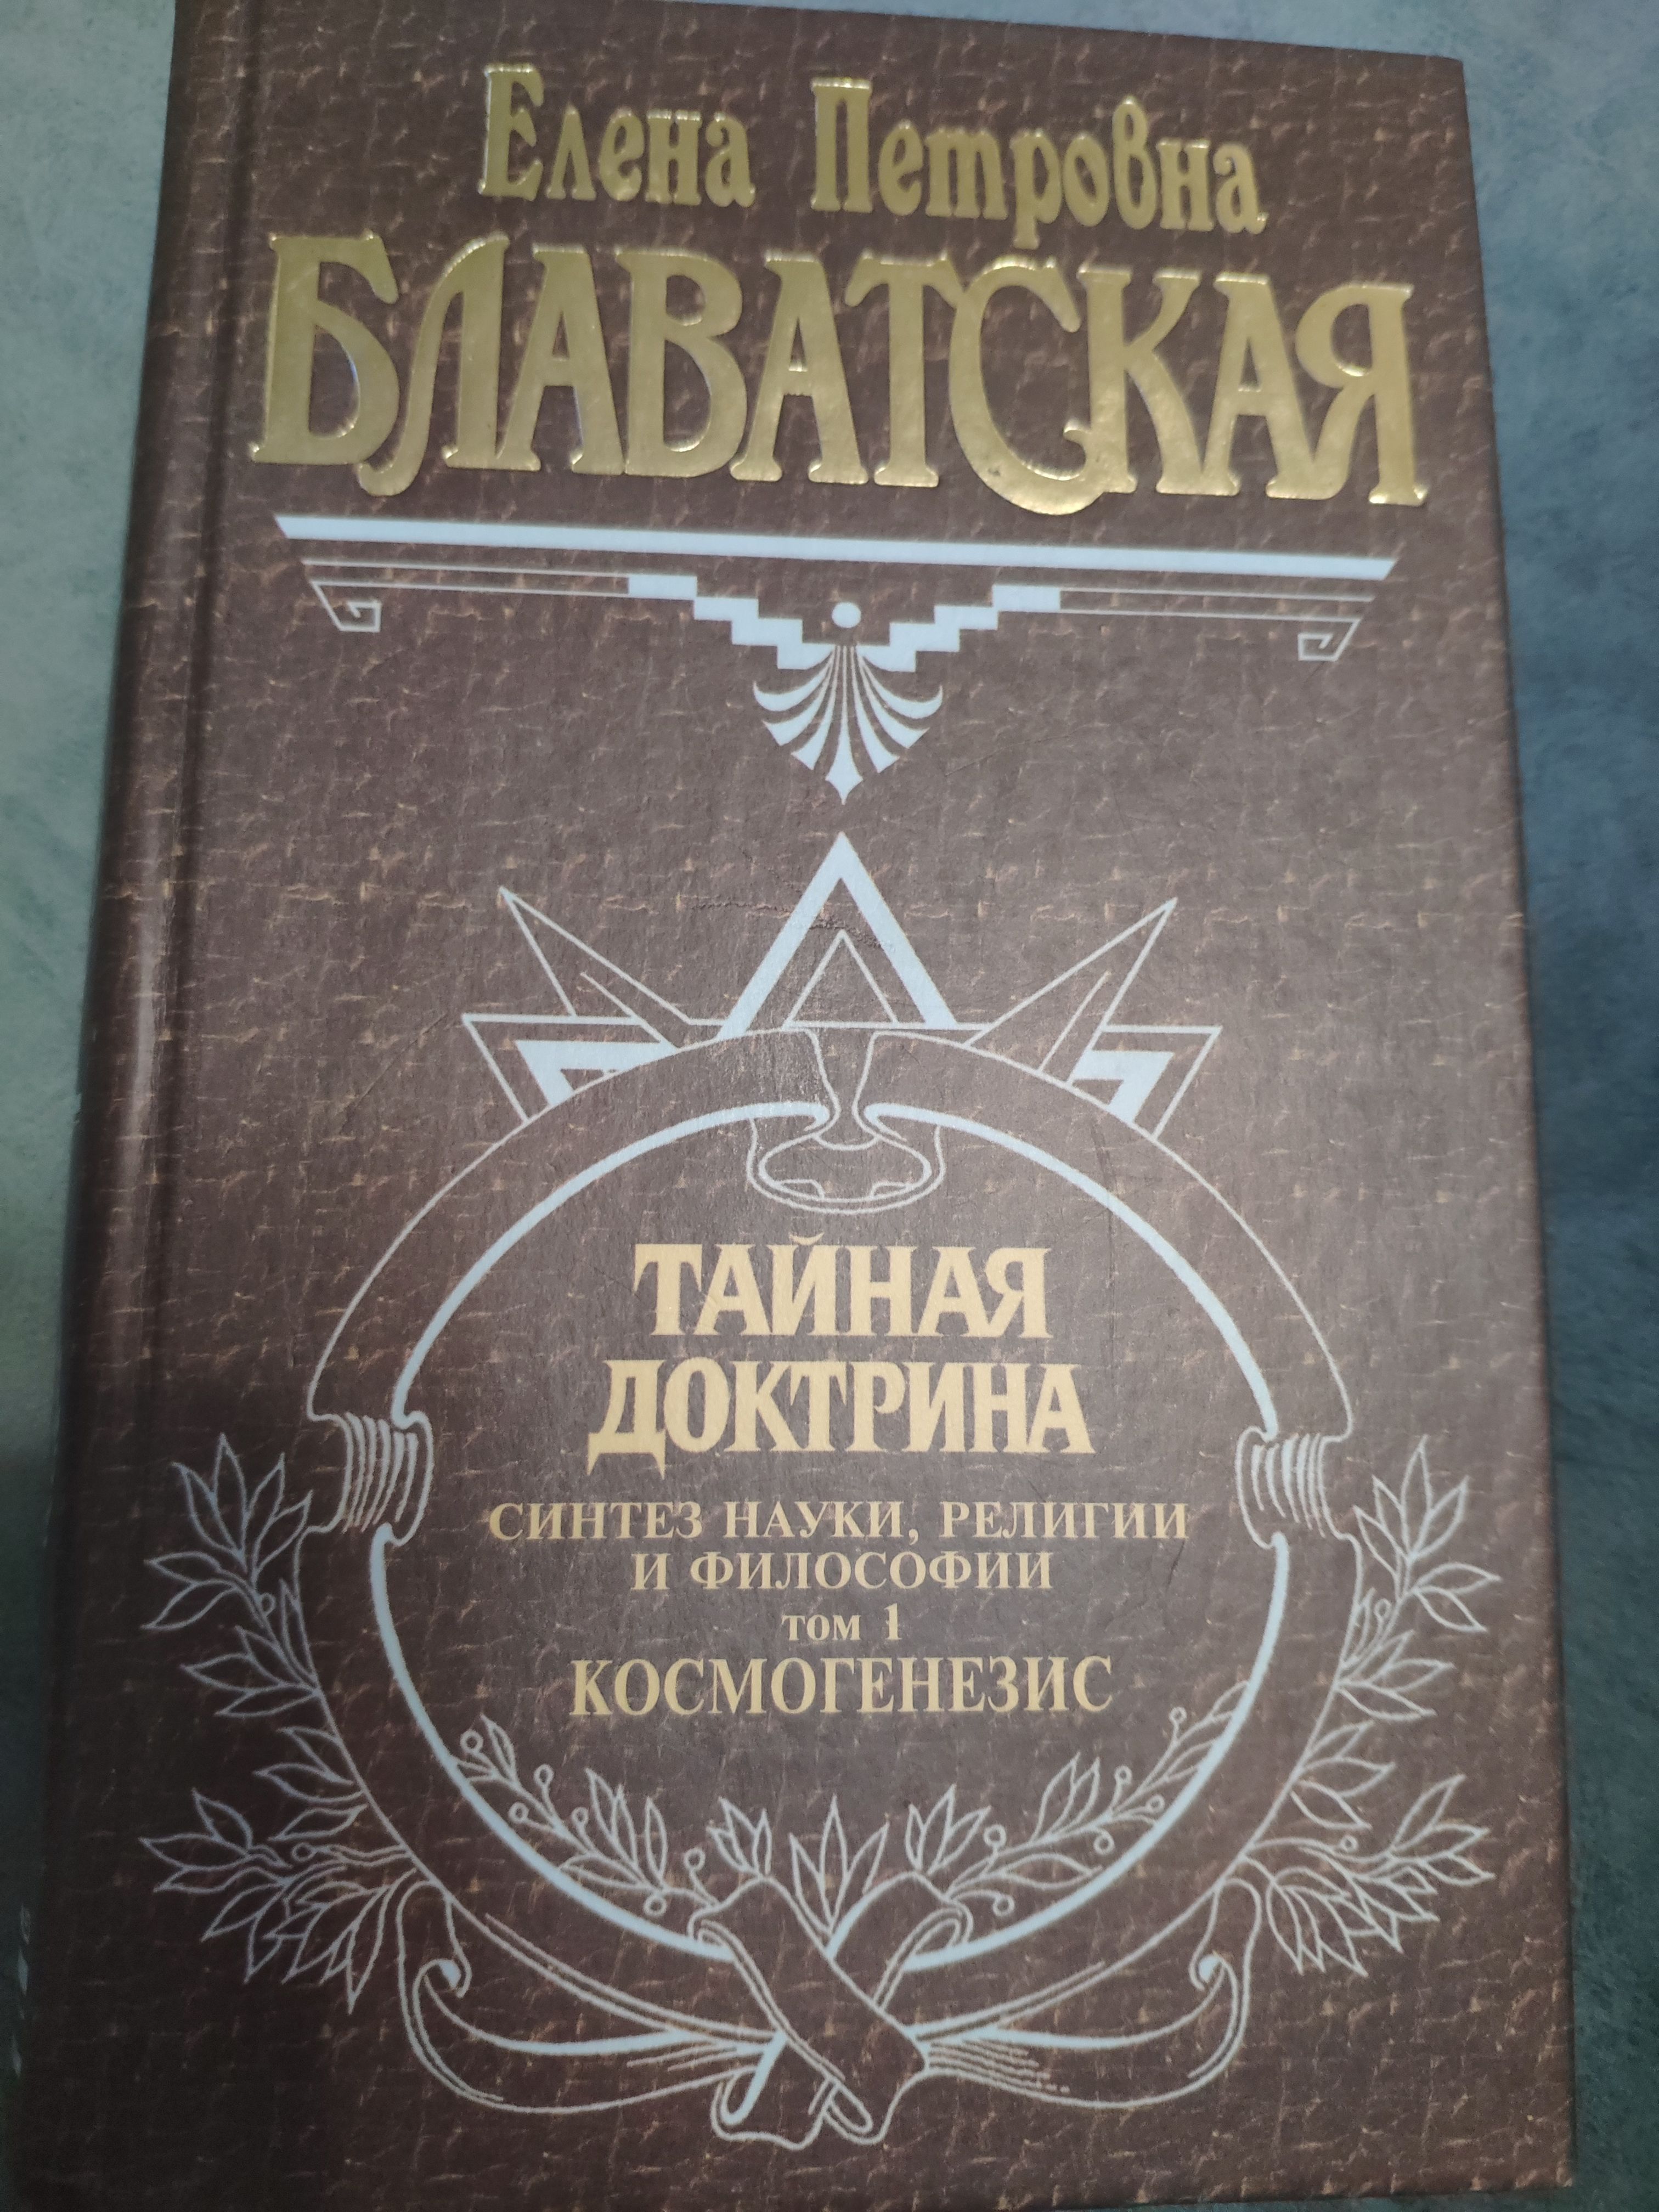 Елена Петровна
БЛАВАТСКАЯ
ТАЙНАЯ
ДОКТРИНА
СИНТЕЗ НАУКИ, РЕЛИГИИ
И ФИЛОСОФИИ
ТОМ 1
КОСМОГЕНЕЗИС